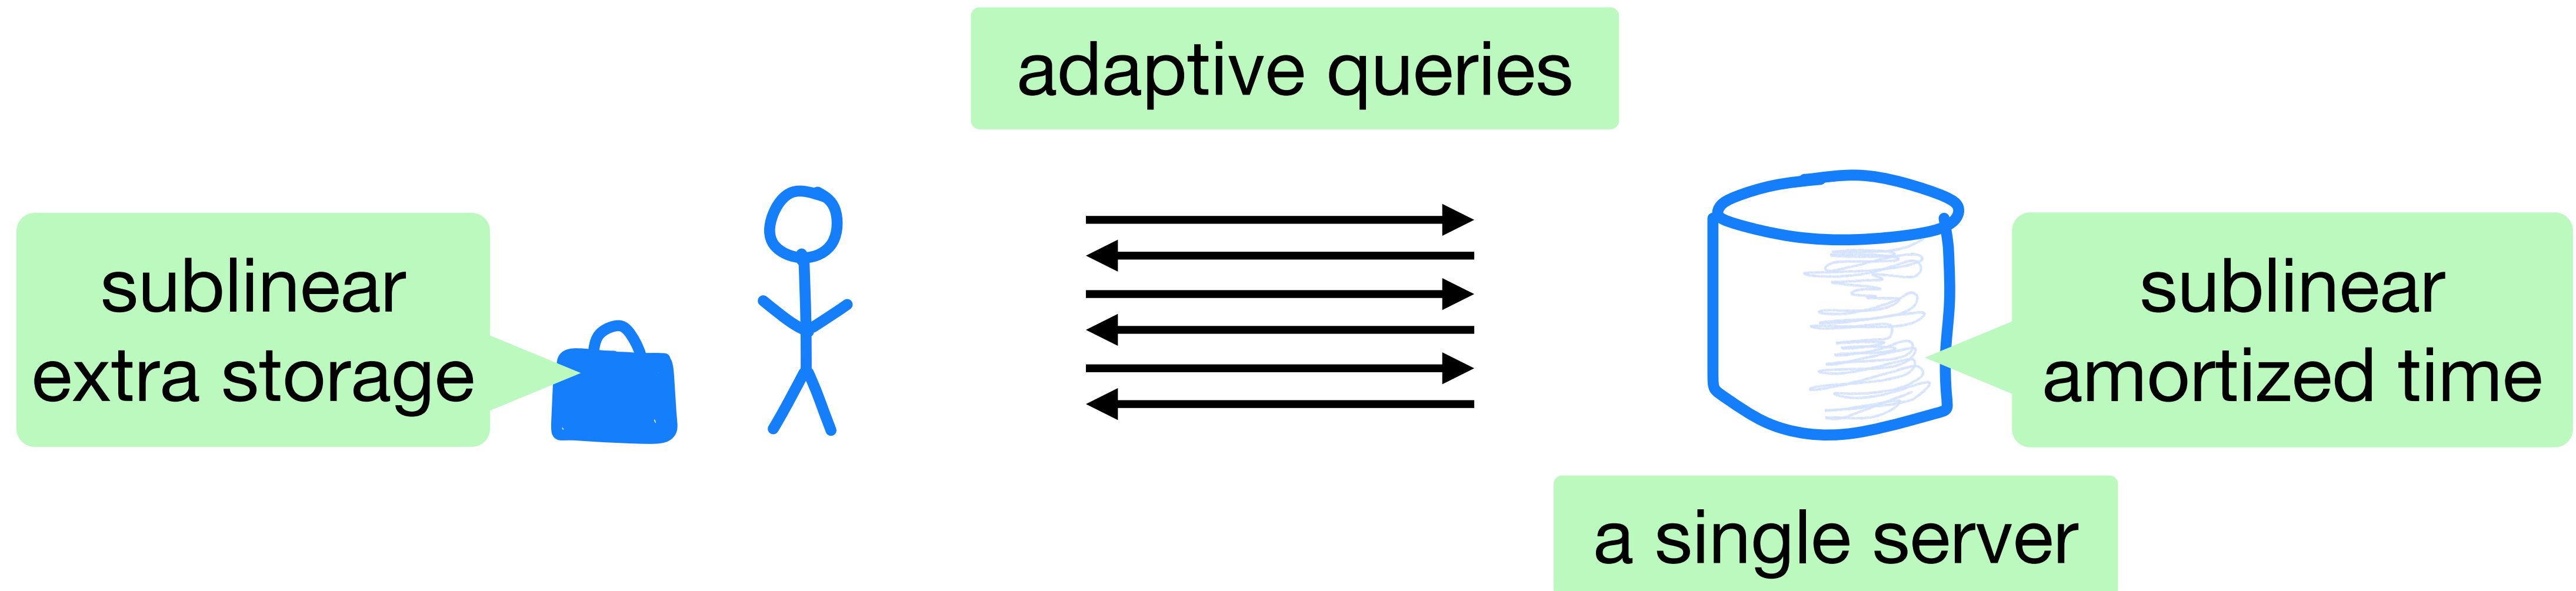 adaptive queries
sublinear
extra storage
sublinear
amortized time
a single server